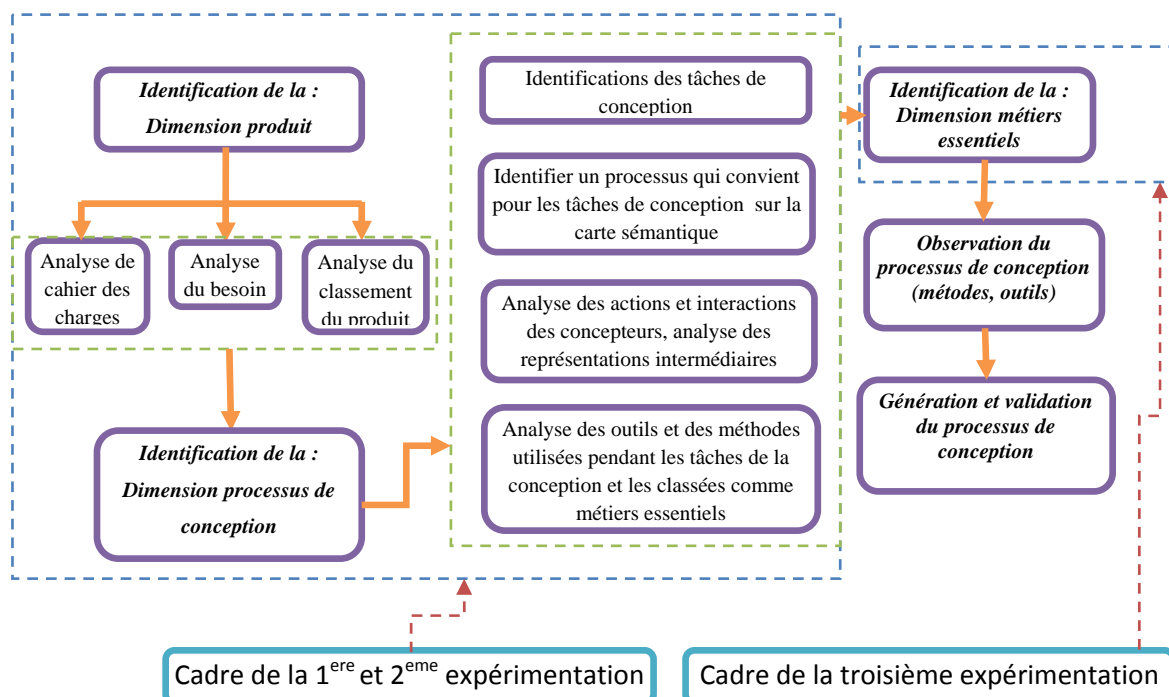 Identification de la :
Dimension produit
Analyse de
cahier des
charges
Analyse
du besoin
Analyse du
classement
du produit
Identification de la :
Dimension processus de
conception
Identifications des tâches de
conception
Identifier un processus qui convient
pour les tâches de conception sur la
carte sémantique
Analyse des actions et interactions
des concepteurs, analyse des
représentations intermédiaires
Analyse des outils et des méthodes
utilisées pendant les tâches de la
conception et les classées comme
métiers essentiels
Identification de la :
Dimension métiers
essentiels
Observation du
processus de conception
(métodes, outils)
Génération et validation
du processus de
conception
Cadre de la 1ere et 2eme expérimentation
Cadre de la troisième expérimentation